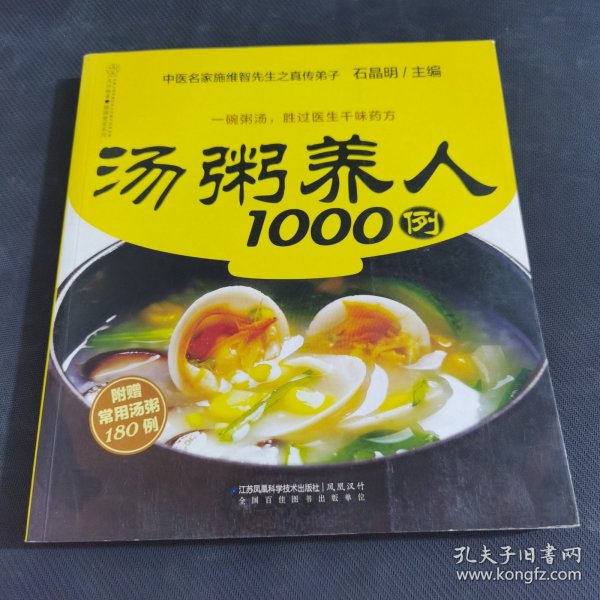 中医名家施维智先生之真传弟子 石晶明/主编
一碗粥汤，胜过医生千味药方
汤粥养人
1000例
附赠
常用汤粥
180例
江苏凤凰科学技术出版社 | 凤凰汉竹
全国百佳图书出版单位
孔夫子旧书网
www.kongfz.com